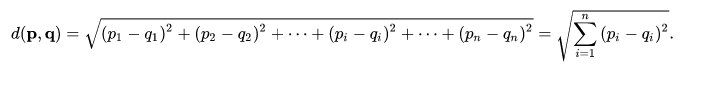 d(p, q) = √((p₁ − q₁)² + (p₂ − q₂)² + ⋯ + (pᵢ − qᵢ)² + ⋯ + (pₙ − qₙ)²) = √(∑ᵢ₌₁ⁿ (pᵢ − qᵢ)²).